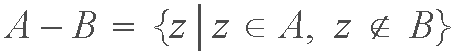 A − B = {z | z ∈ A, z ∉ B}